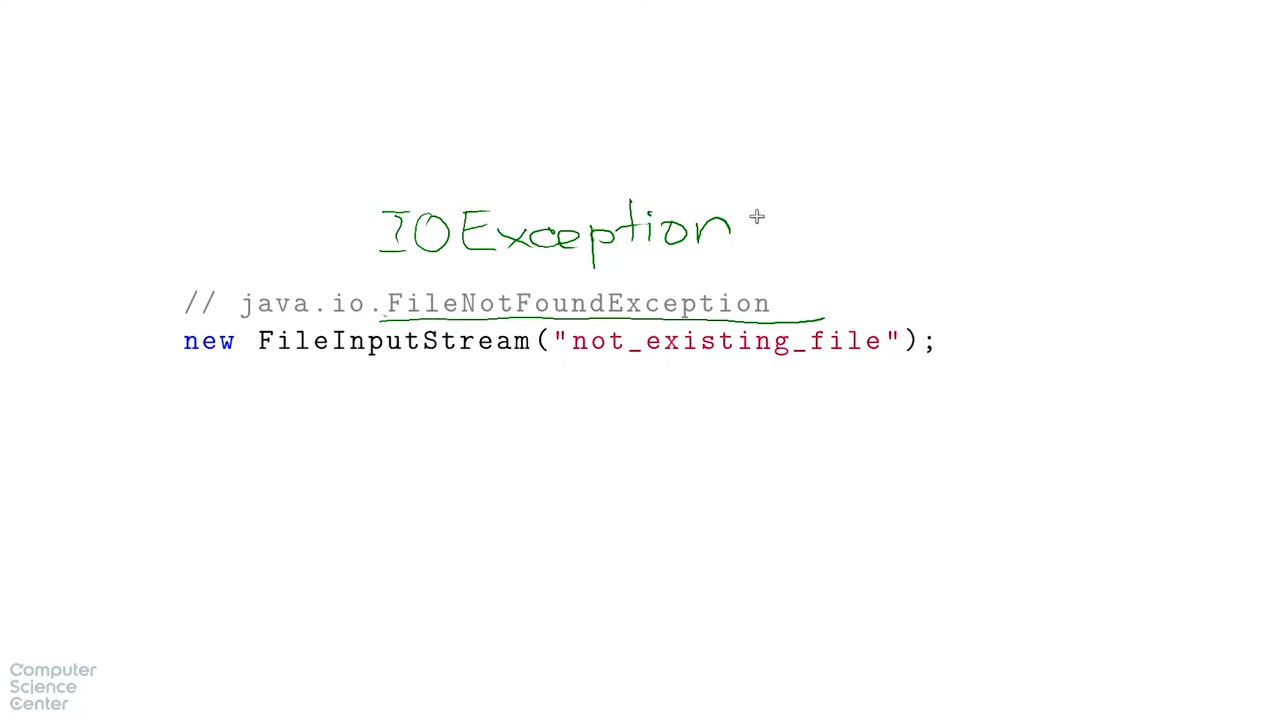 IOException
// java.io.FileNotFoundException
new FileInputStream("not_existing_file");
Computer
Science
Center